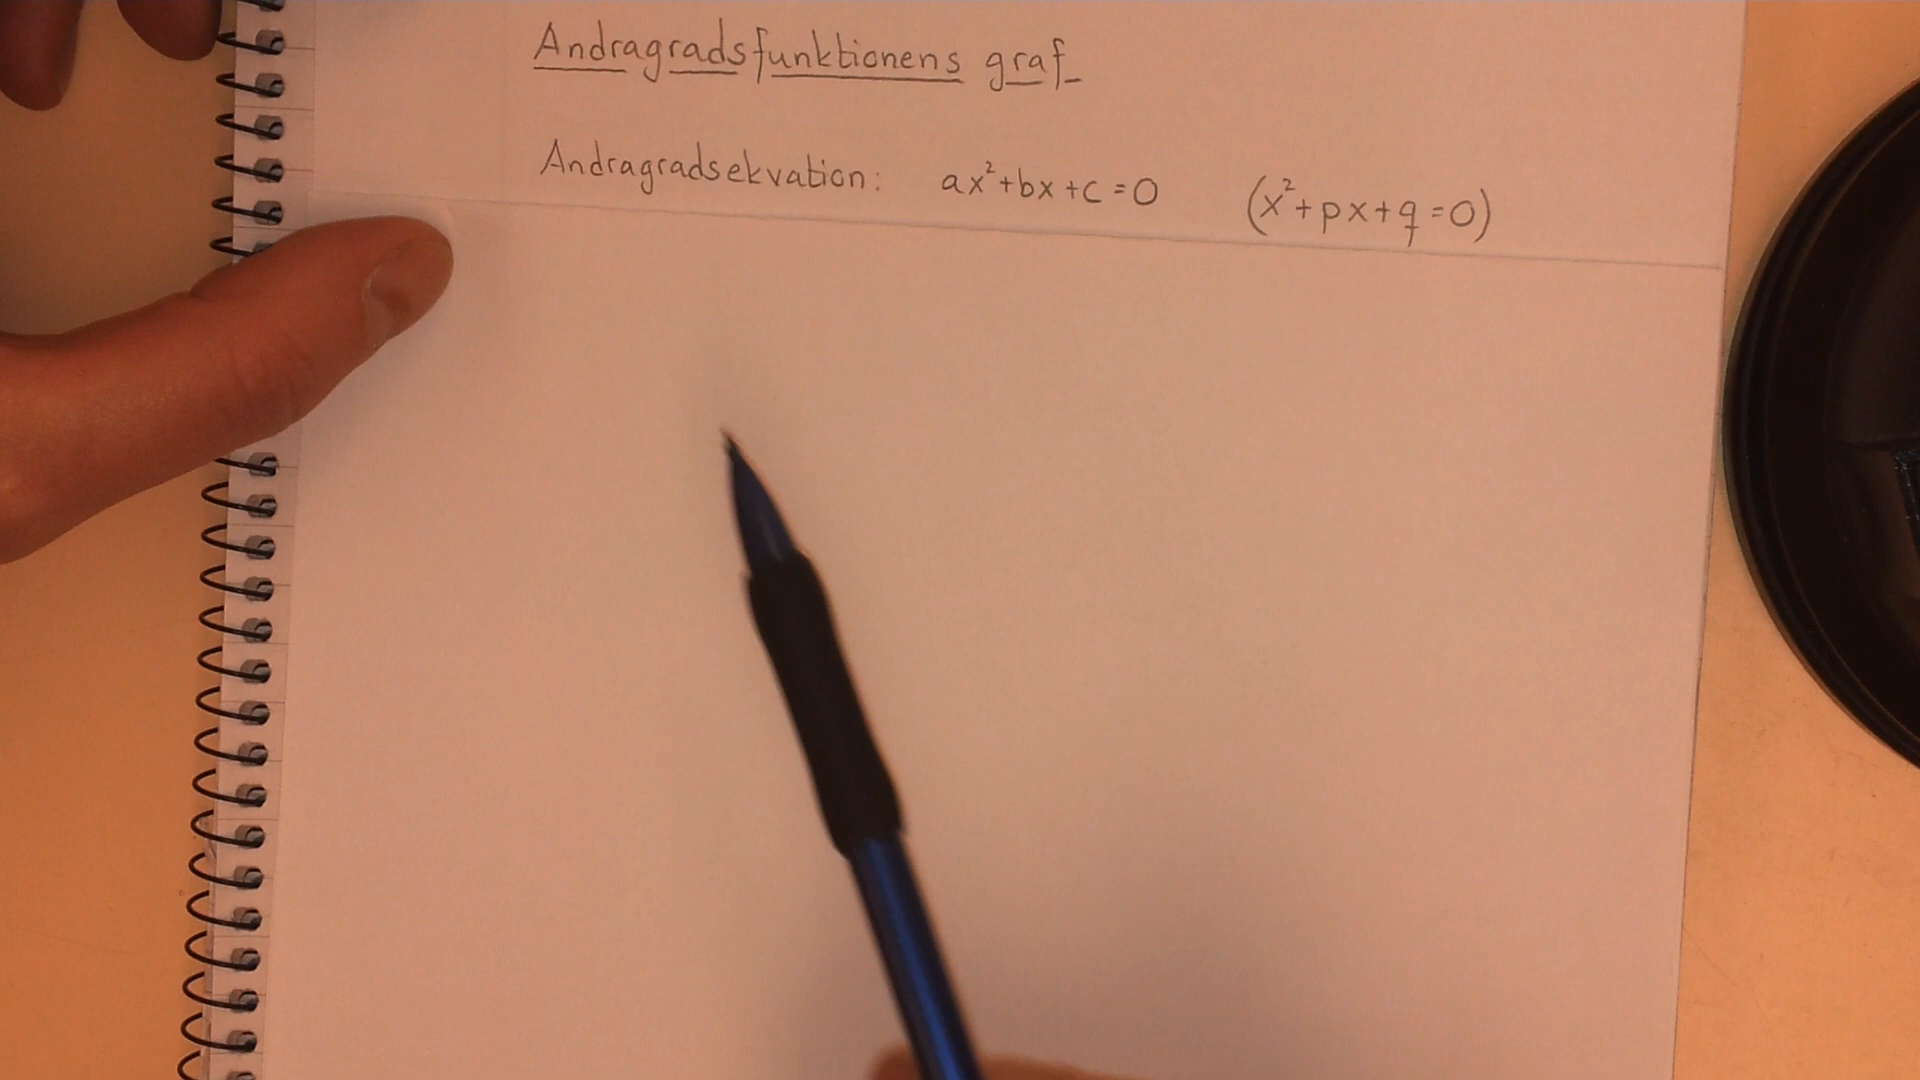 Andragradsfunktionens graf
Andragradsekvation: ax²+bx+c=0 (x²+px+q=0)